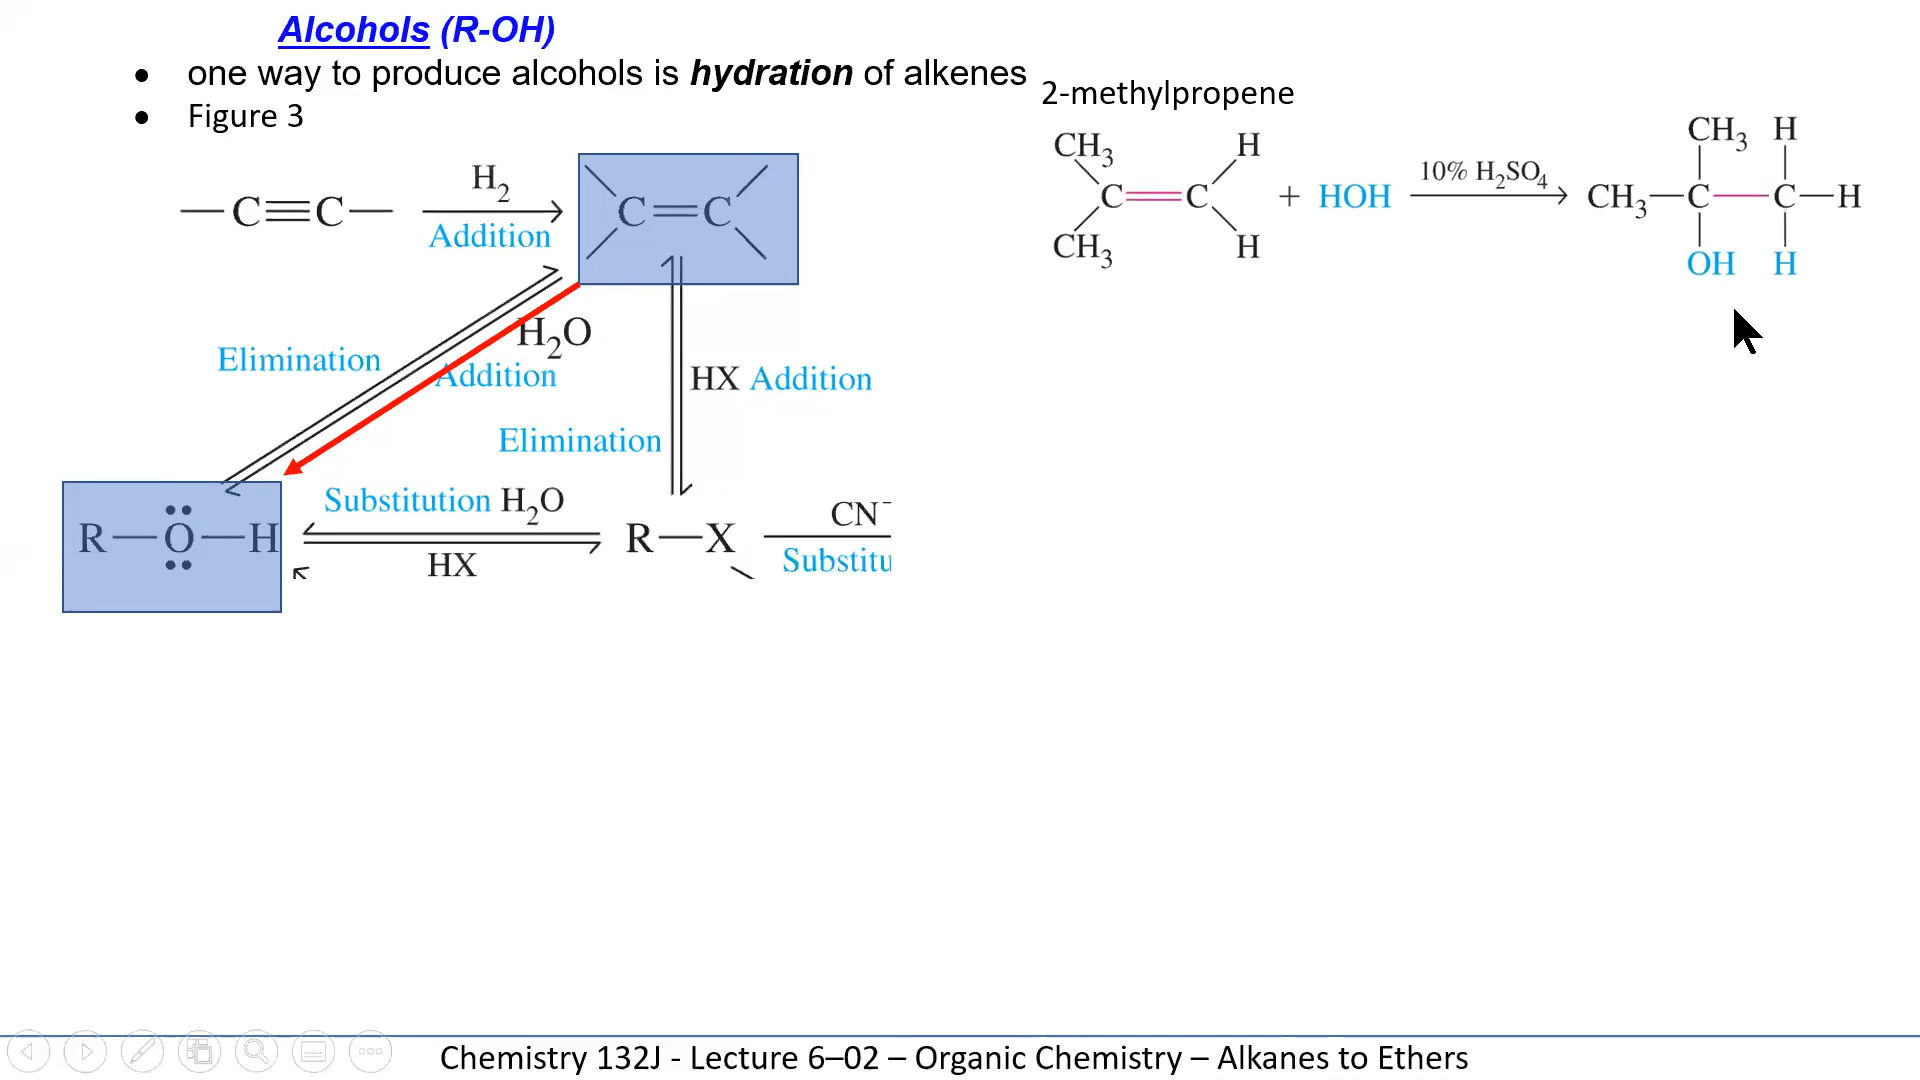 Alcohols (R-OH)
● one way to produce alcohols is hydration of alkenes
● Figure 3
2-methylpropene
CH₃ H
C=C
CH₃ H
+ HOH
10% H₂SO₄
CH₃ H
CH₃—C—C—H
OH H
—C≡C—
H₂
Addition
C=C
Elimination
H₂O
Addition
HX Addition
Elimination
R—O—H
Substitution H₂O
HX
R—X
CN⁻
Substitu
Chemistry 132J - Lecture 6–02 – Organic Chemistry – Alkanes to Ethers